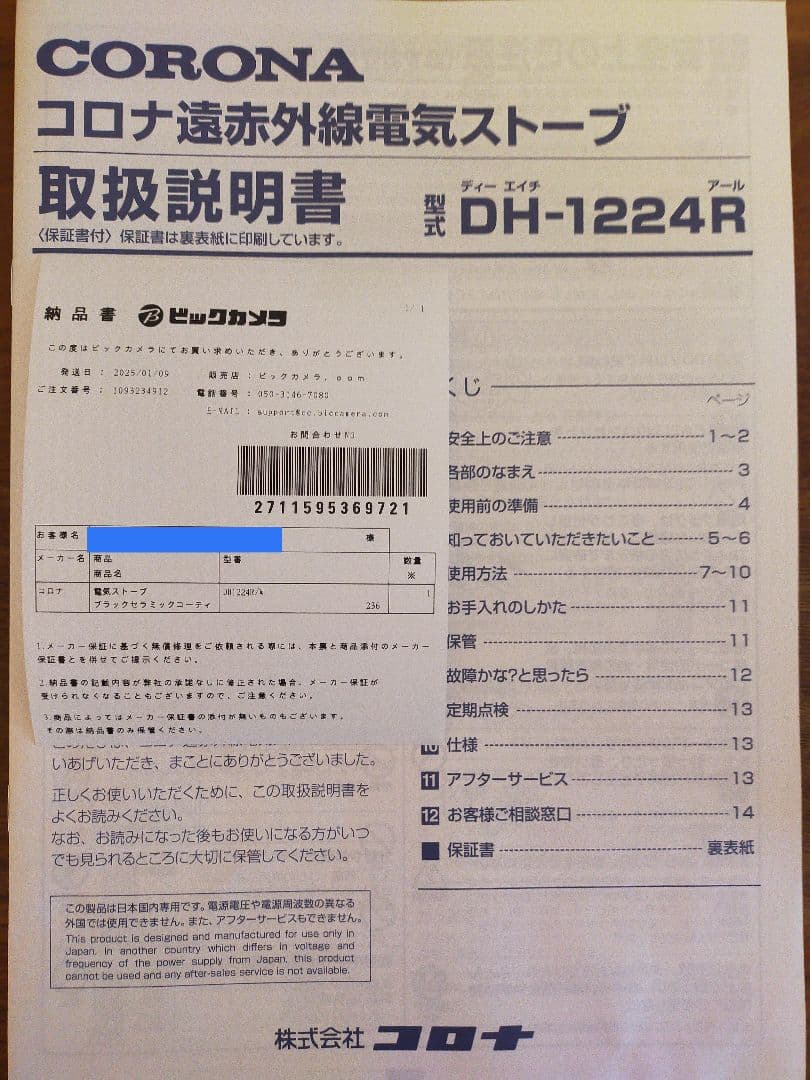 CORONA
コロナ遠赤外線電気ストーブ
取扱説明書
型式
ディー エイチ アール
DH-1224R
〈保証書付〉保証書は裏表紙に印刷しています。
納品書 ビックカメラ 1/1
この度はビックカメラにてお買い求めいただき、ありがとうございます。
発送日 : 2025/01/09 販売店 : ビックカメラ.com
ご注文番号 : 1093234912 電話番号 : 050-3146-7080
E-MAIL : support@cc.biccamera.com
お問合わせNO
2711595369721
お客様名 様
メーカー名 商品 型番 数量
商品名 ※
コロナ 電気ストーブ DH1224R/W 1
ブラックセラミックコーティ 236
1.メーカー保証に基づく無償修理をご依頼される際には、本票と商品添付のメーカー
保証書とを併せてご提示ください。
2.納品書の記載内容が弊社の承認なしに修正された場合、メーカー保証が
受けられなくなることもございますので、ご注意ください。
3.商品によってはメーカー保証書の添付が無いものもございます。
その際は納品書のみ保管ください。
いあげいただき、まことにありがとうございました。
正しくお使いいただくために、この取扱説明書を
よくお読みください。
なお、お読みになった後もお使いになる方がいつ
でも見られるところに大切に保管してください。
この製品は日本国内専用です。電源電圧や電源周波数の異なる
外国では使用できません。また、アフターサービスもできません。
This product is designed and manufactured for use only in
Japan. In another country which differs in voltage and
frequency of the power supply from Japan, this product
cannot be used and any after-sales service is not available.
くじ
ページ
安全上のご注意 1～2
各部のなまえ 3
使用前の準備 4
知っておいていただきたいこと 5～6
使用方法 7～10
お手入れのしかた 11
保管 11
故障かな?と思ったら 12
定期点検 13
10 仕様 13
11 アフターサービス 13
12 お客様ご相談窓口 14
■ 保証書 裏表紙
株式会社 コロナ